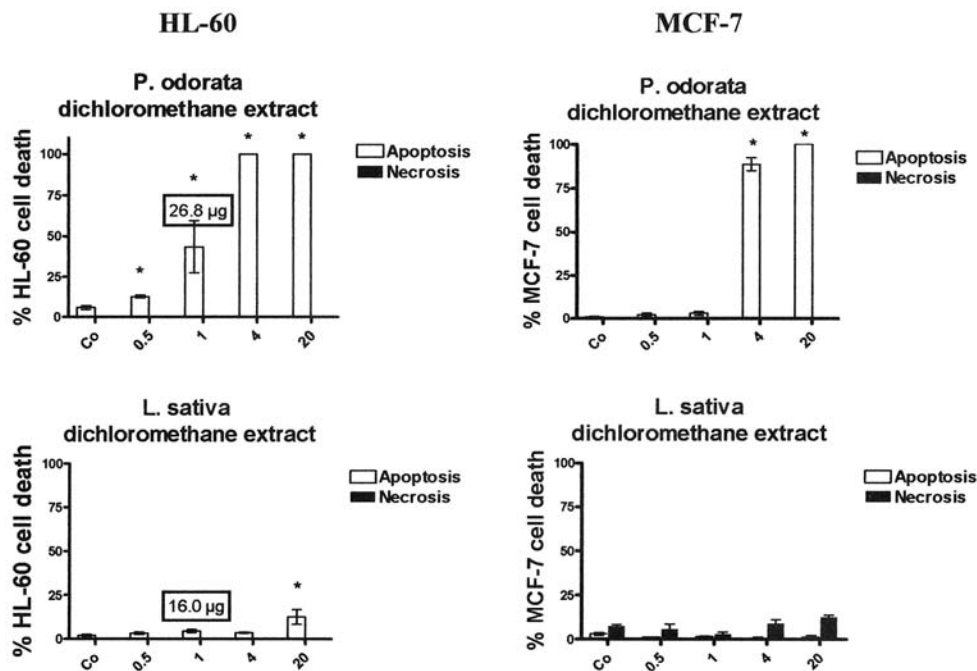 HL-60
MCF-7
P. odorata
dichloromethane extract
% HL-60 cell death
100
75
50
25
0
*
*
*
*
26.8 µg
Apoptosis
Necrosis
Co
0.5
1
4
20
P. odorata
dichloromethane extract
% MCF-7 cell death
100
75
50
25
0
*
*
Apoptosis
Necrosis
Co
0.5
1
4
20
L. sativa
dichloromethane extract
% HL-60 cell death
100
75
50
25
0
16.0 µg
*
Apoptosis
Necrosis
Co
0.5
1
4
20
L. sativa
dichloromethane extract
% MCF-7 cell death
100
75
50
25
0
Apoptosis
Necrosis
Co
0.5
1
4
20